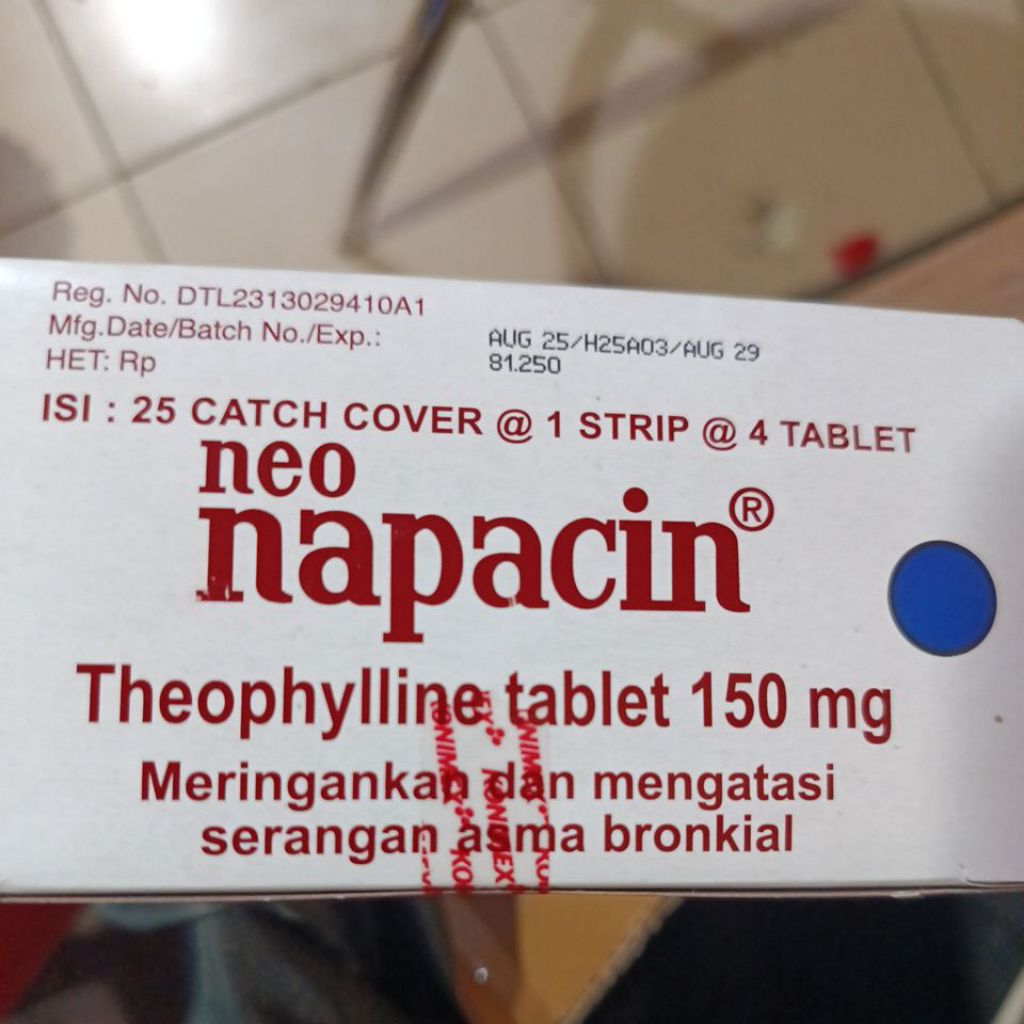 Reg. No. DTL2313029410A1
Mfg.Date/Batch No./Exp.: AUG 25/H25A03/AUG 29
HET: Rp 81.250
ISI : 25 CATCH COVER @ 1 STRIP @ 4 TABLET
neo
napacin®
Theophylline tablet 150 mg
Meringankan dan mengatasi
serangan asma bronkial
KONIMEX